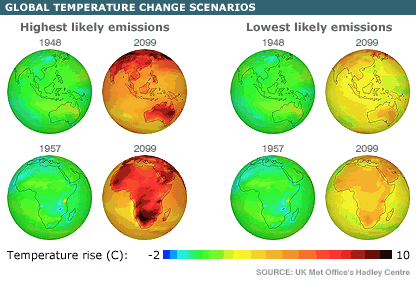 GLOBAL TEMPERATURE CHANGE SCENARIOS
Highest likely emissions
Lowest likely emissions
1948 2099 1948 2099
1957 2099 1957 2099
Temperature rise (C): -2 10
SOURCE: UK Met Office's Hadley Centre